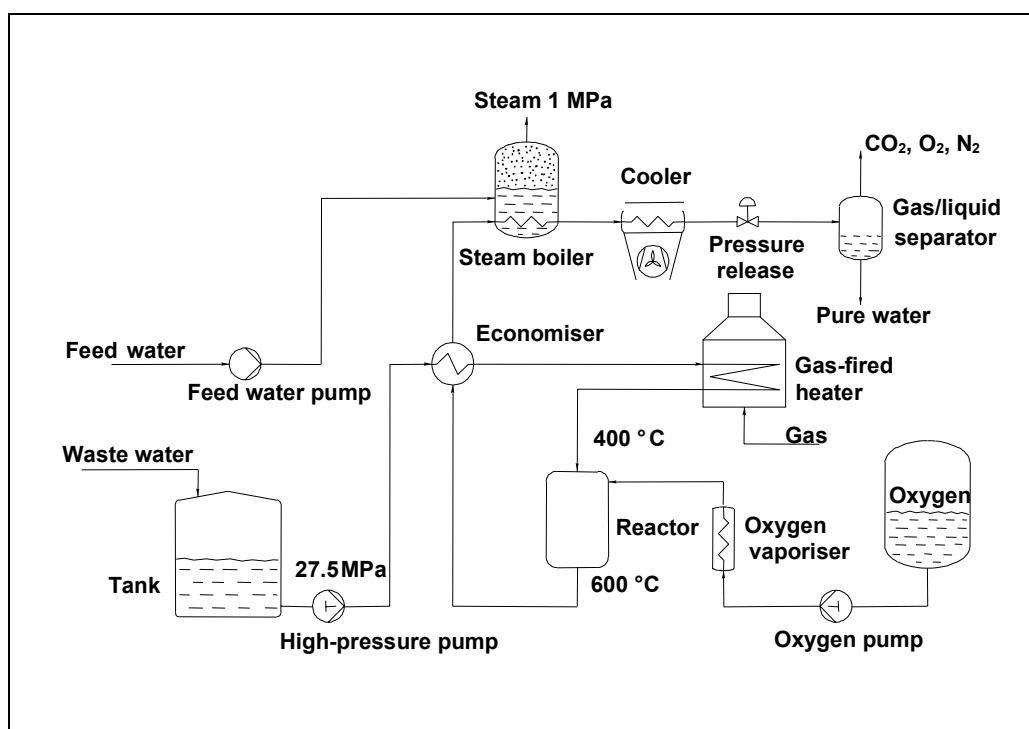 Steam 1 MPa
CO₂, O₂, N₂
Cooler
Gas/liquid
separator
Steam boiler
Pressure
release
Pure water
Economiser
Feed water
Feed water pump
Gas-fired
heater
400 °C
Gas
Waste water
Oxygen
Reactor
Oxygen
vaporiser
27.5MPa
600 °C
Tank
High-pressure pump
Oxygen pump